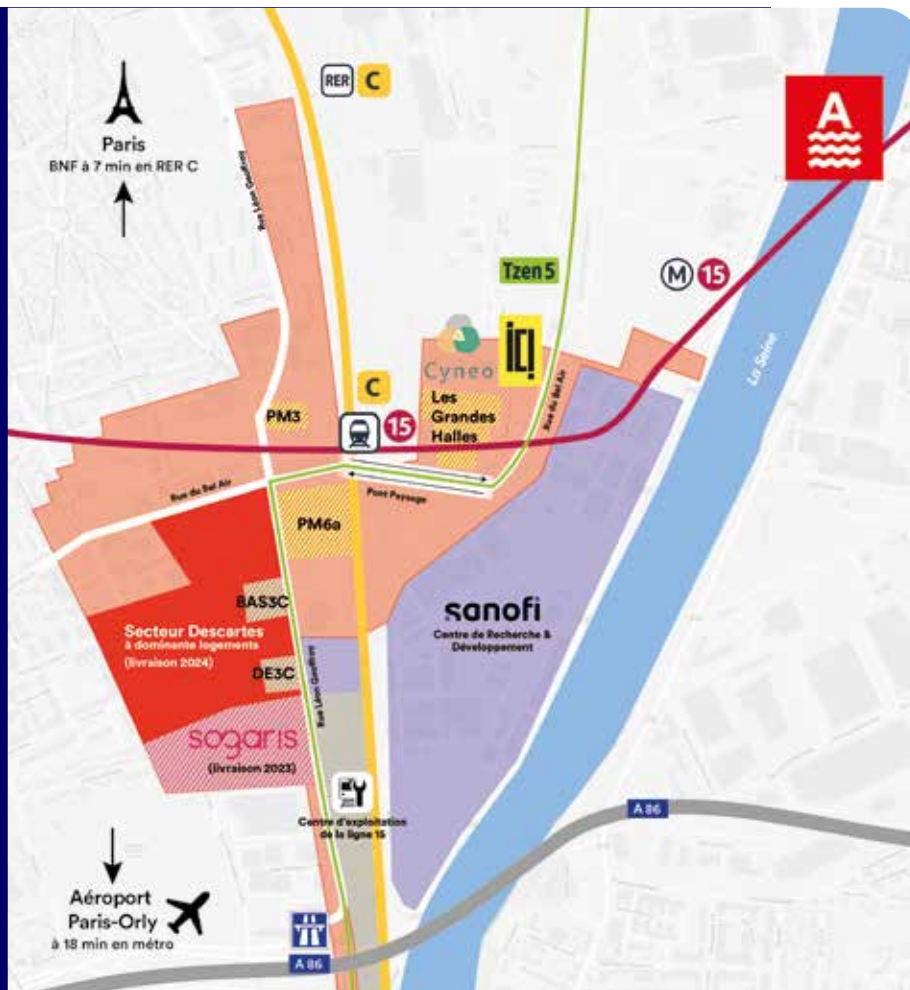 RER C
Paris
BNF à 7 min en RER C
Rue Léon Geoffroy
A
Tzen 5
M 15
La Seine
Cyneo
ICI
C
15
Les
Grandes
Halles
Rue du Bel Air
PM3
Rue du Bel Air
Pont Paysage
PM6a
BAS3C
sanofi
Centre de Recherche &
Développement
Secteur Descartes
à dominante logements
(livraison 2024)
DE3C
Rue Léon Geoffroy
sogaris
(livraison 2023)
Centre d'exploitation
de la ligne 15
A 86
Aéroport
Paris-Orly
à 18 min en métro
A 86